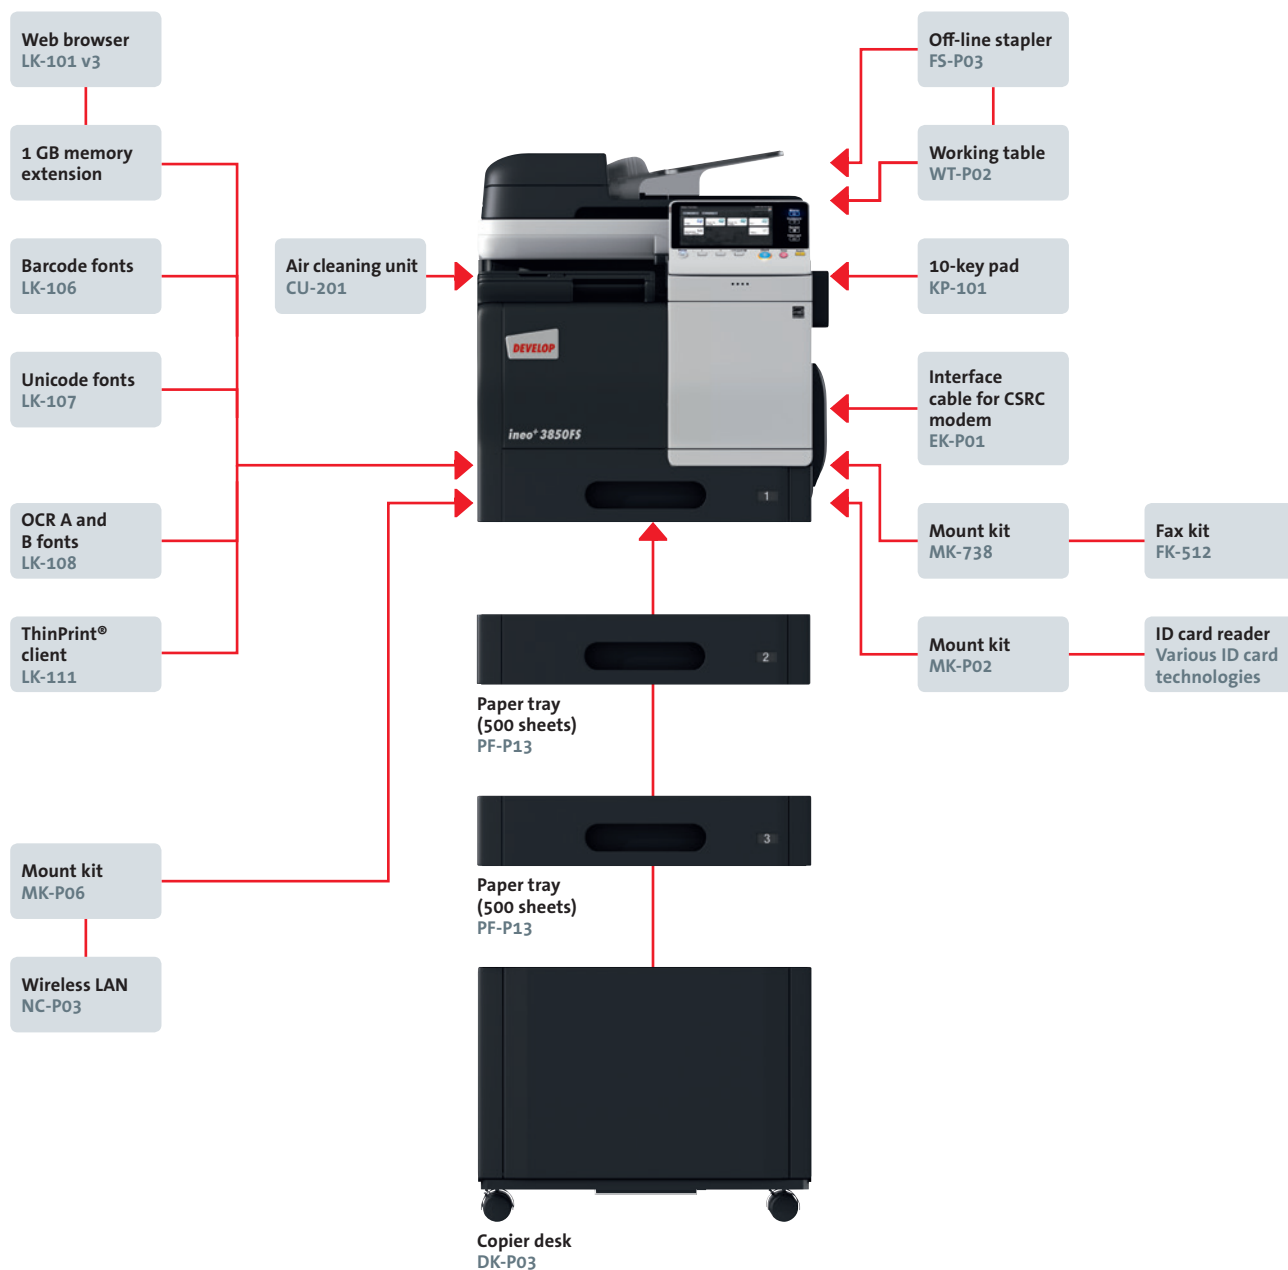 Web browser
LK-101 v3
1 GB memory
extension
Barcode fonts
LK-106
Unicode fonts
LK-107
OCR A and
B fonts
LK-108
ThinPrint®
client
LK-111
Mount kit
MK-P06
Wireless LAN
NC-P03
Air cleaning unit
CU-201
DEVELOP
ineo+ 3850FS
1
2
Paper tray
(500 sheets)
PF-P13
3
Paper tray
(500 sheets)
PF-P13
Copier desk
DK-P03
Off-line stapler
FS-P03
Working table
WT-P02
10-key pad
KP-101
Interface
cable for CSRC
modem
EK-P01
Mount kit
MK-738
Fax kit
FK-512
Mount kit
MK-P02
ID card reader
Various ID card
technologies